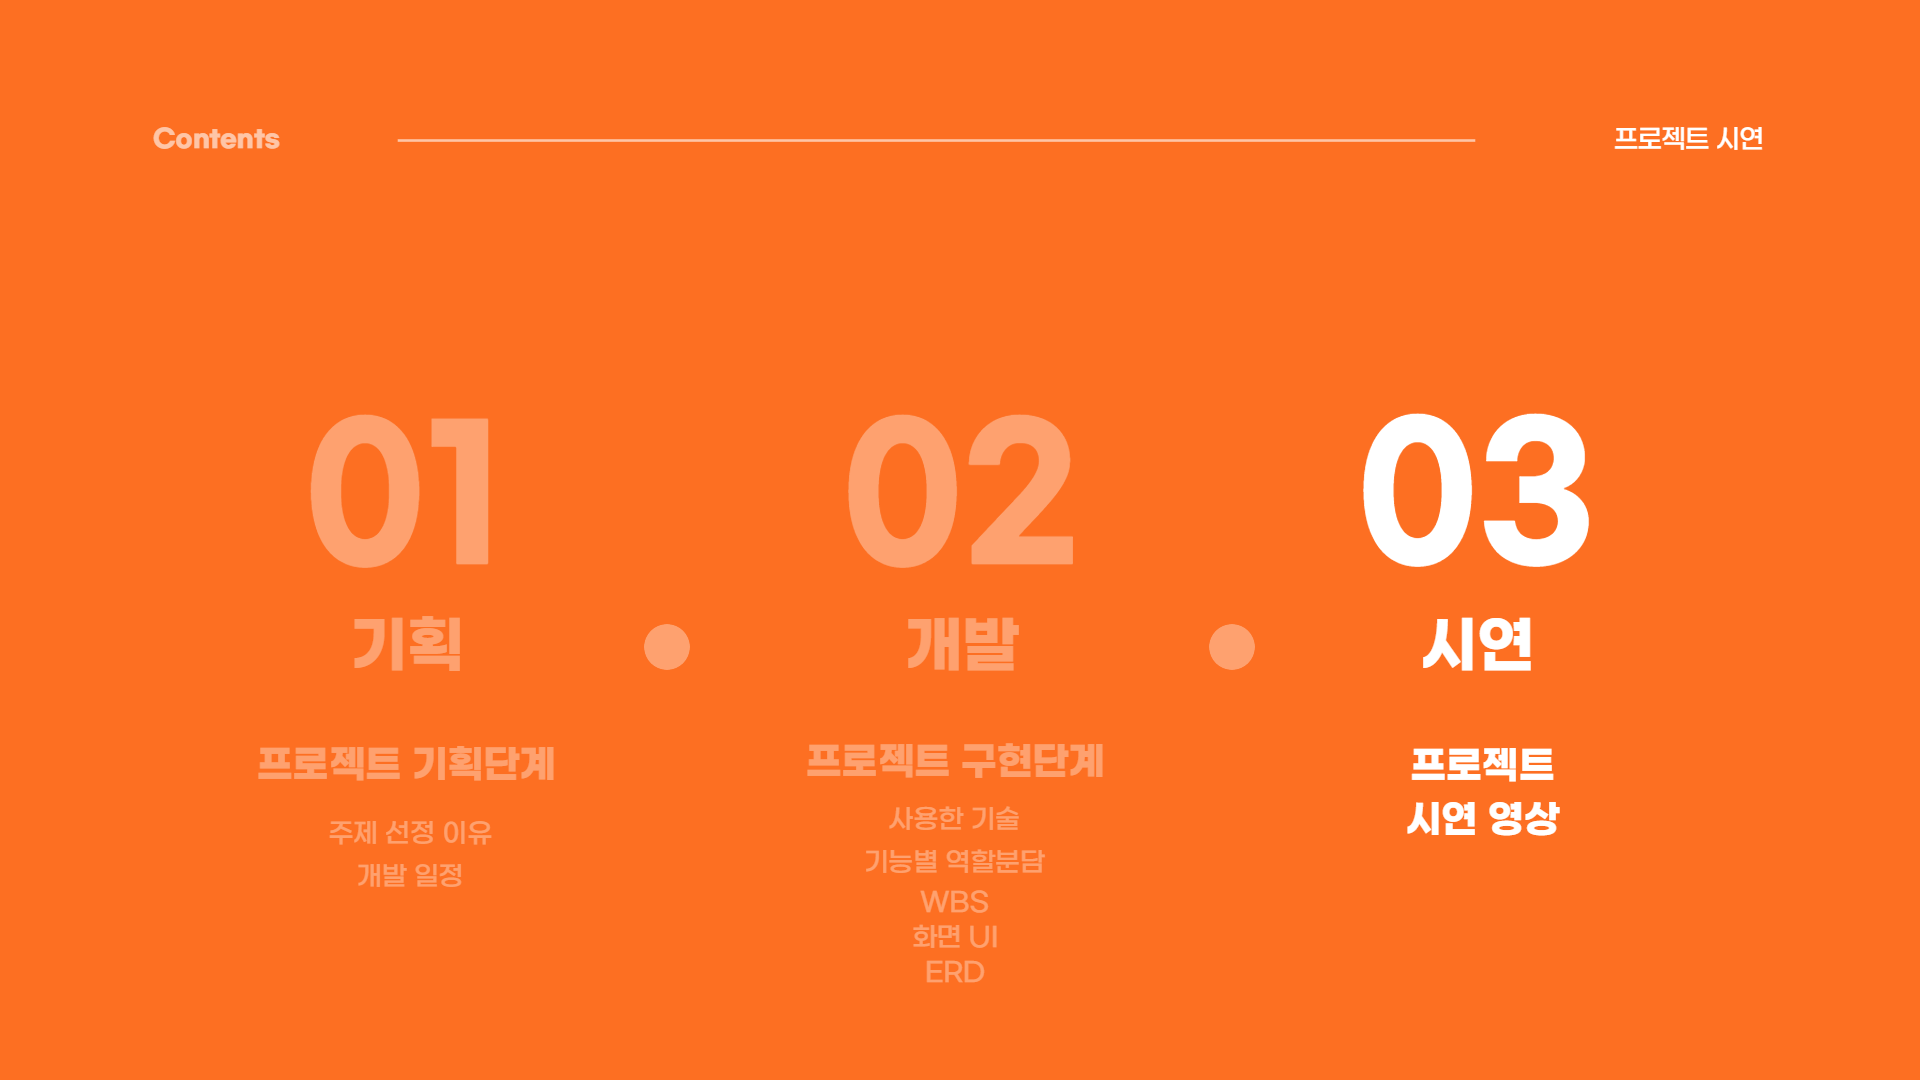 Contents
프로젝트 시연
01
기획
프로젝트 기획단계
주제 선정 이유
개발 일정
02
개발
프로젝트 구현단계
사용한 기술
기능별 역할분담
WBS
화면 UI
ERD
03
시연
프로젝트
시연 영상